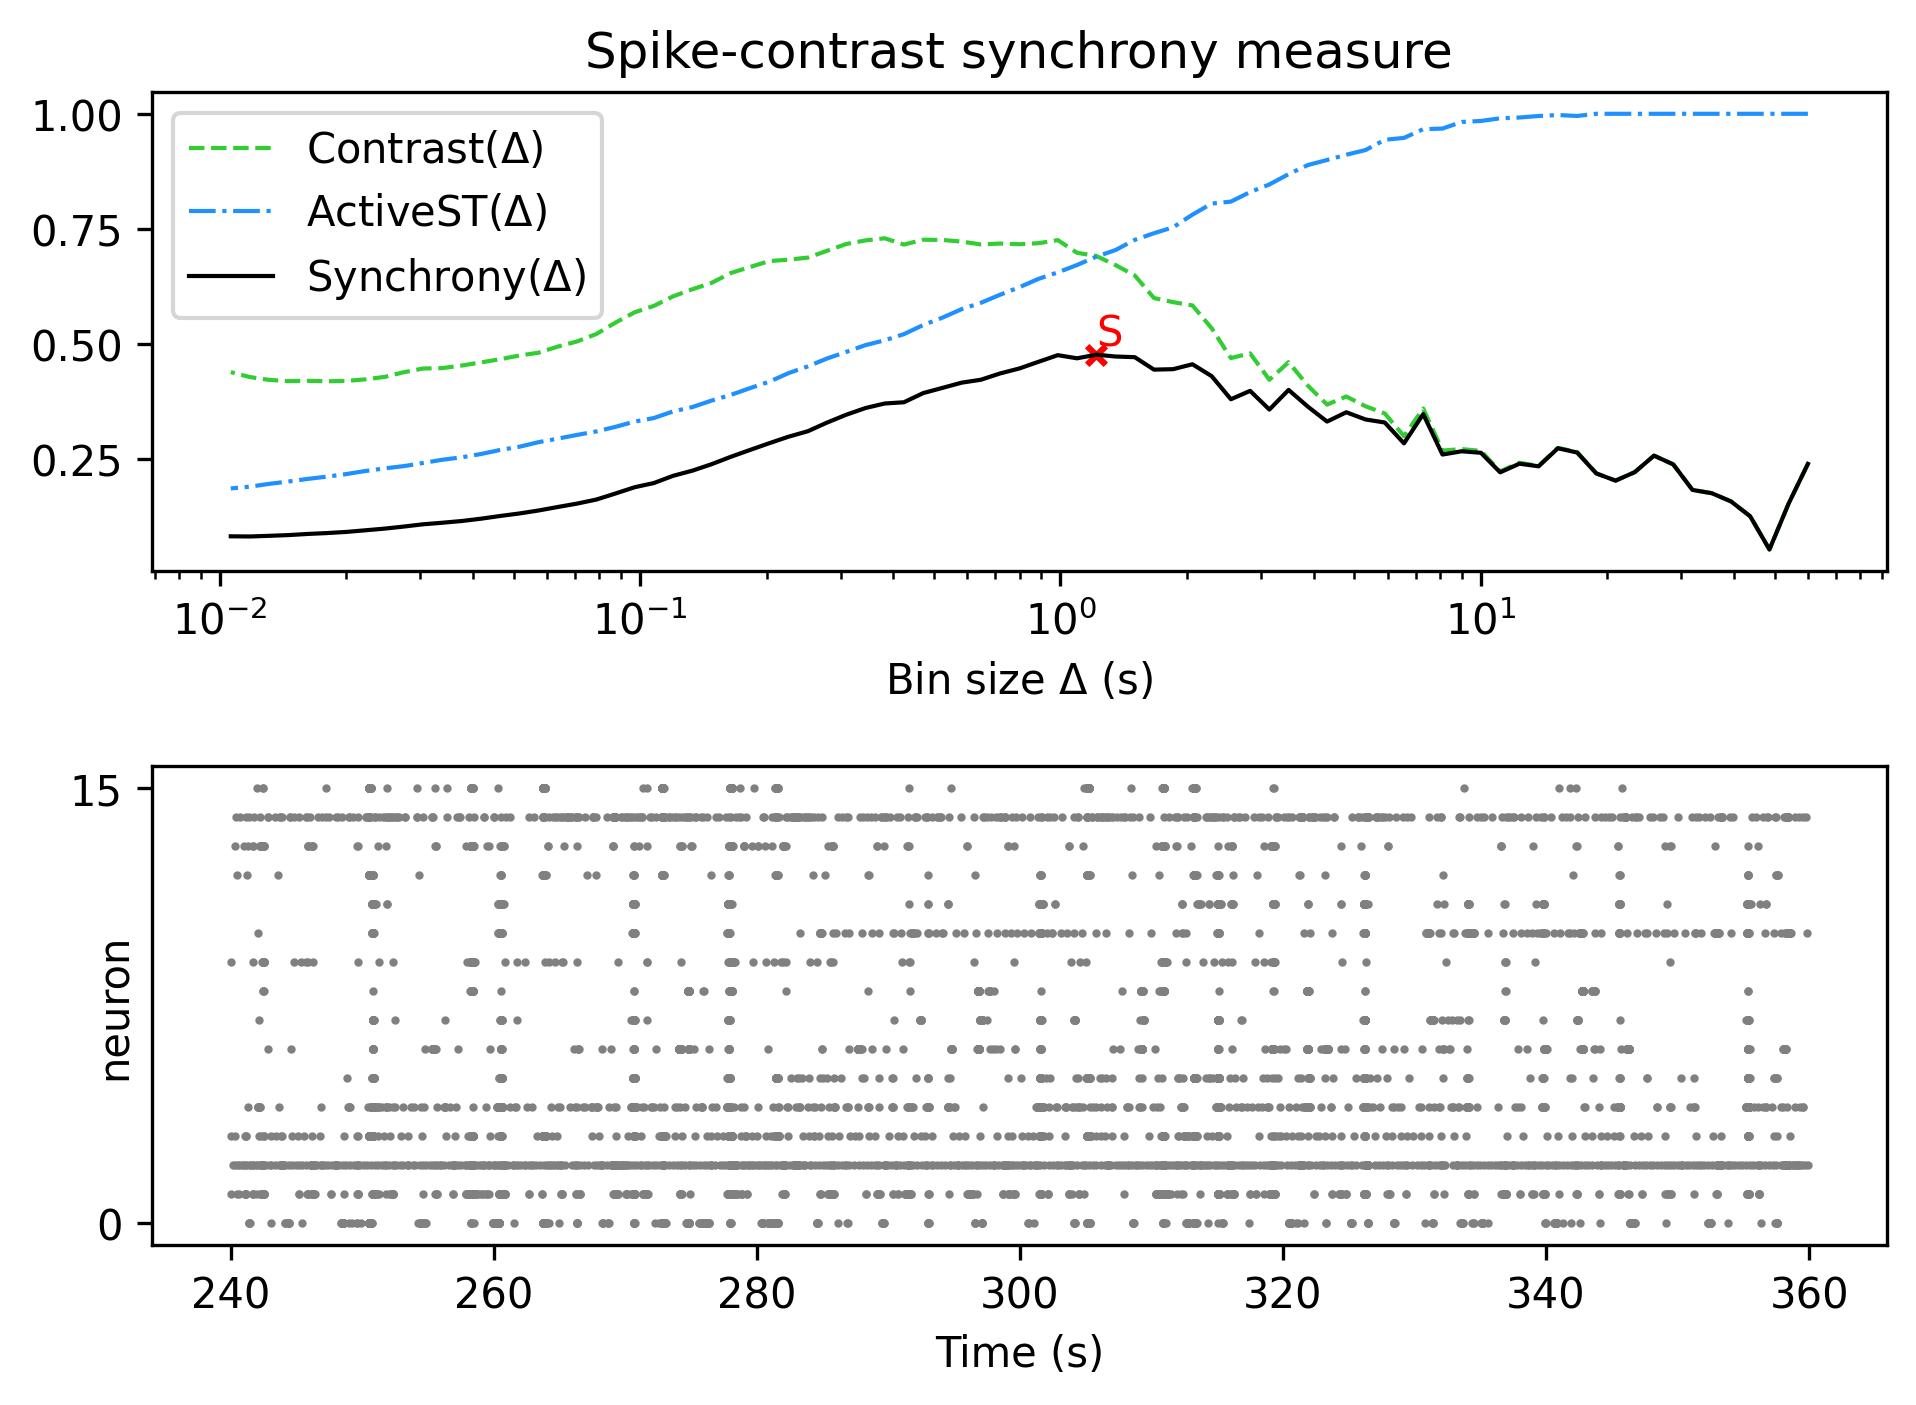 Spike-contrast synchrony measure
1.00
0.75
0.50
0.25
Contrast(Δ)
ActiveST(Δ)
Synchrony(Δ)
S
10⁻² 10⁻¹ 10⁰ 10¹
Bin size Δ (s)
15
0
neuron
240 260 280 300 320 340 360
Time (s)